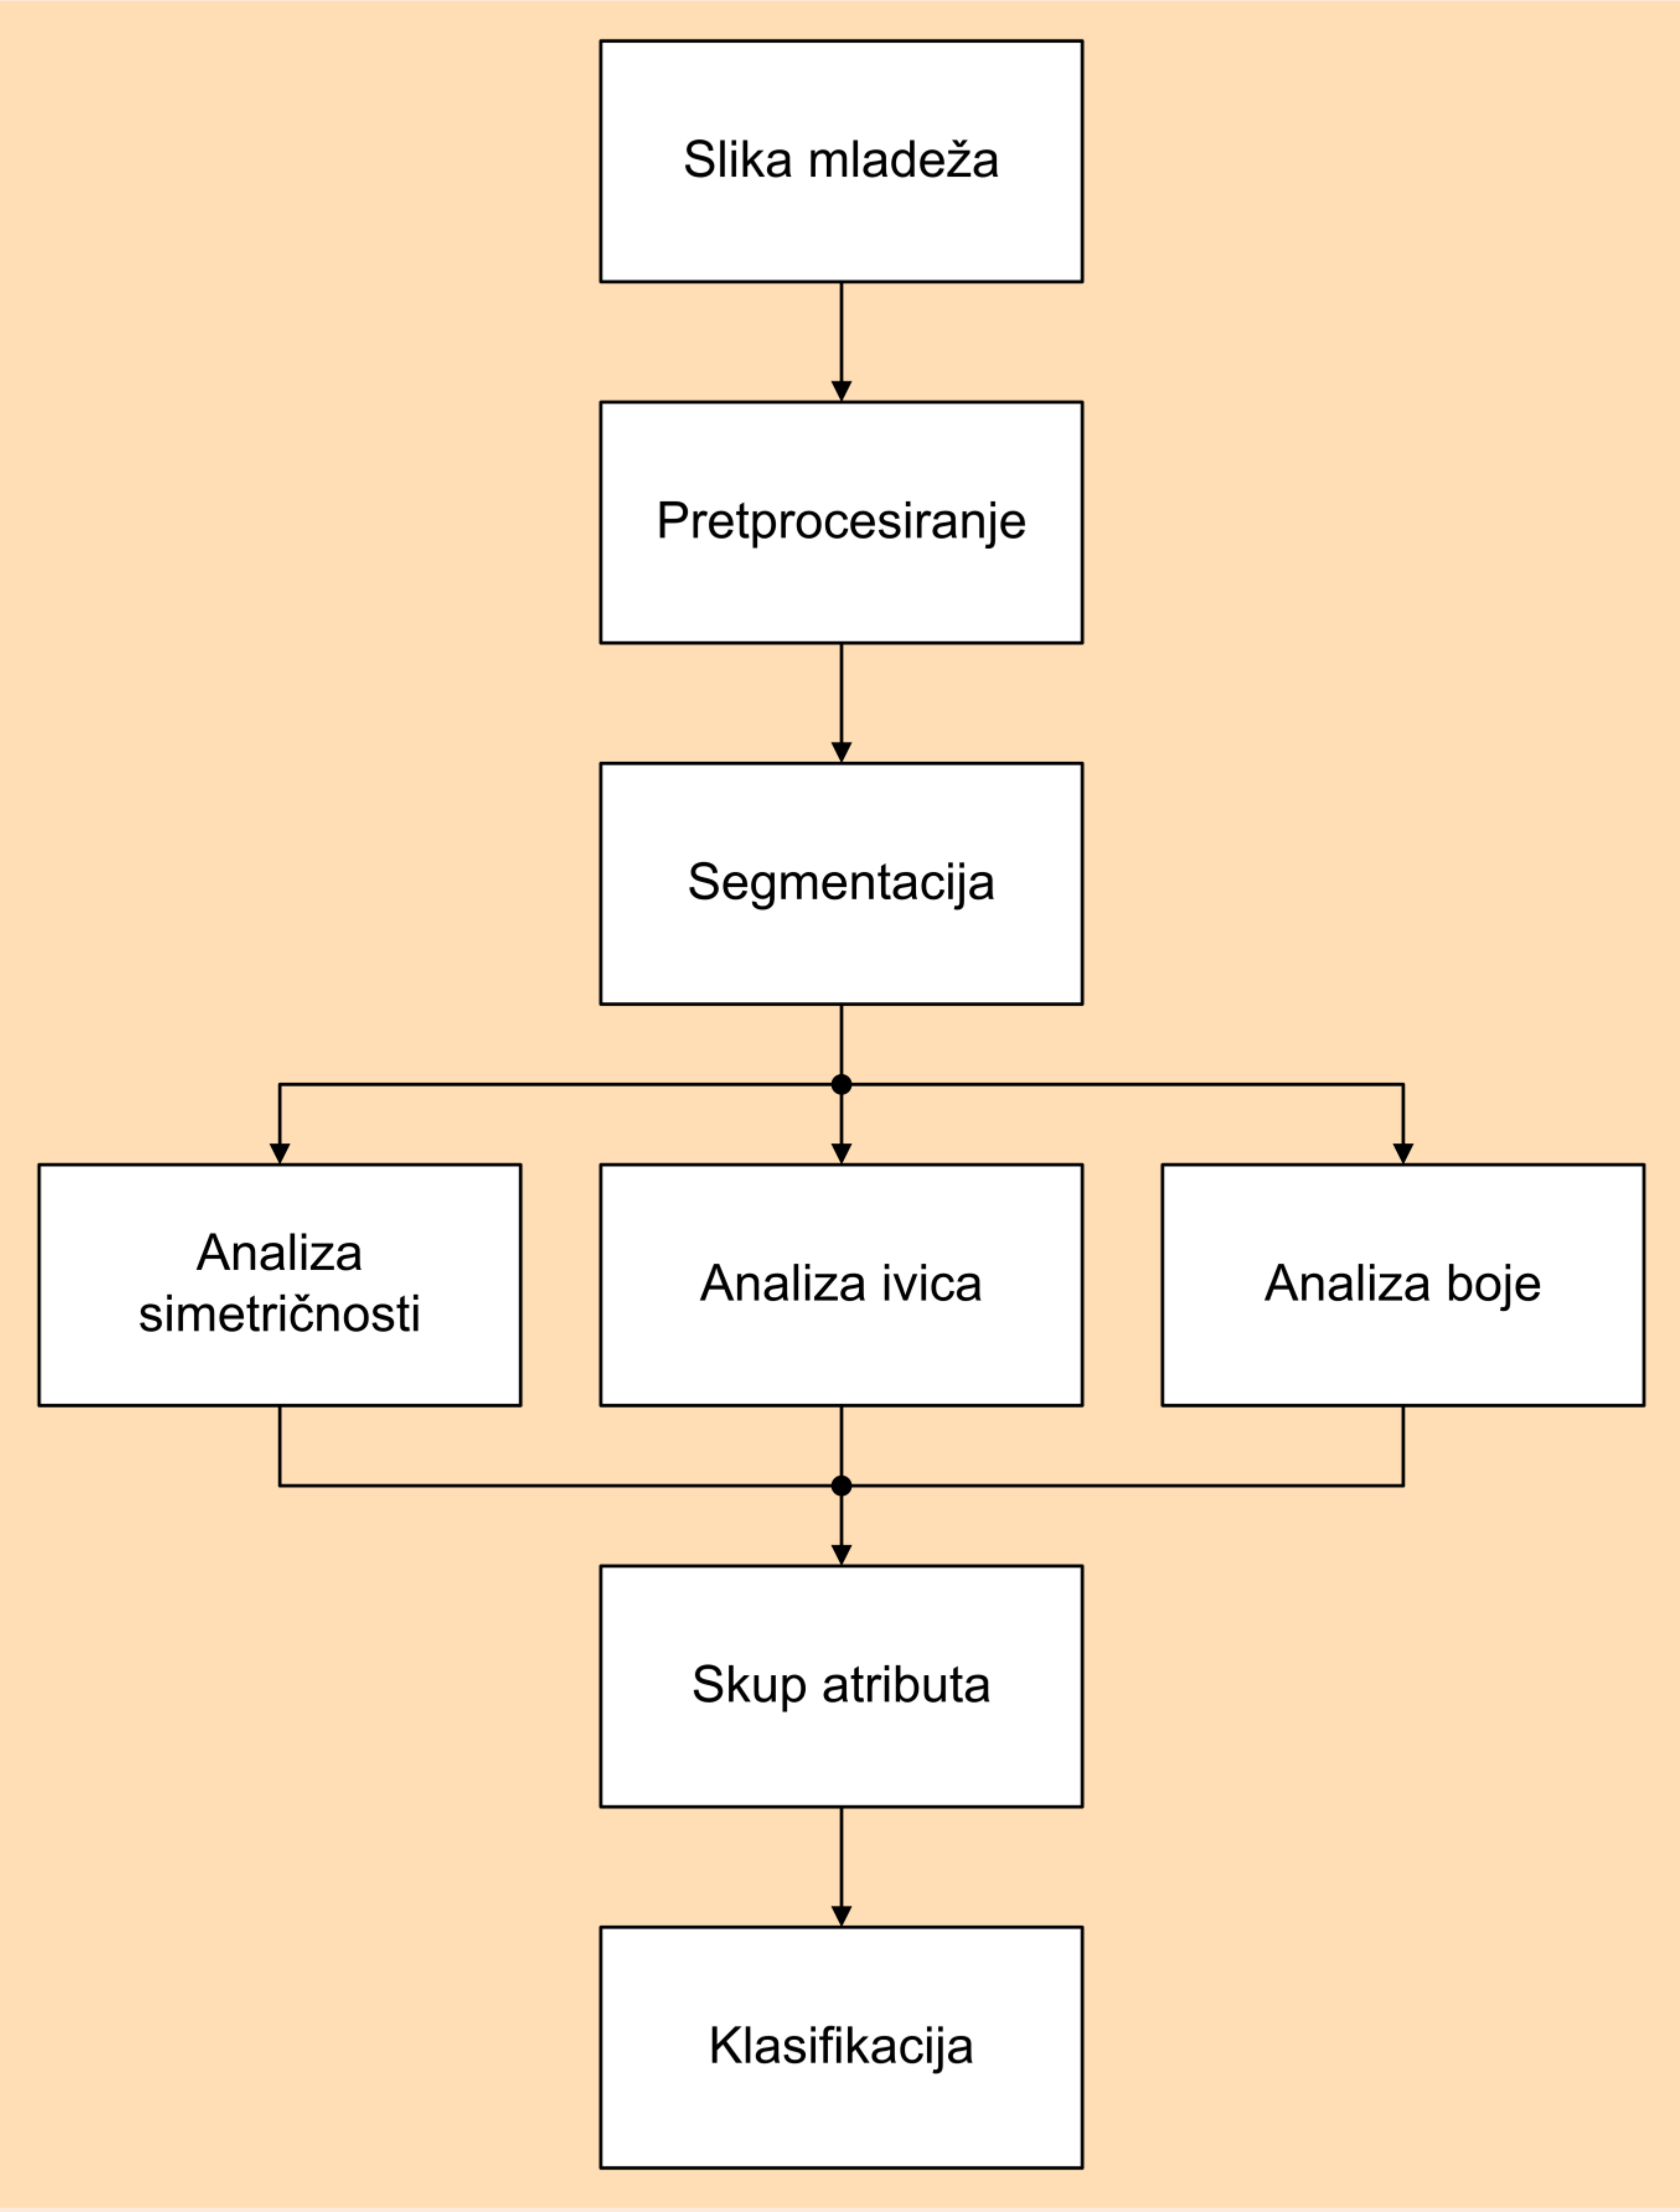 Slika mladeža
Pretprocesiranje
Segmentacija
Analiza
simetričnosti
Analiza ivica
Analiza boje
Skup atributa
Klasifikacija